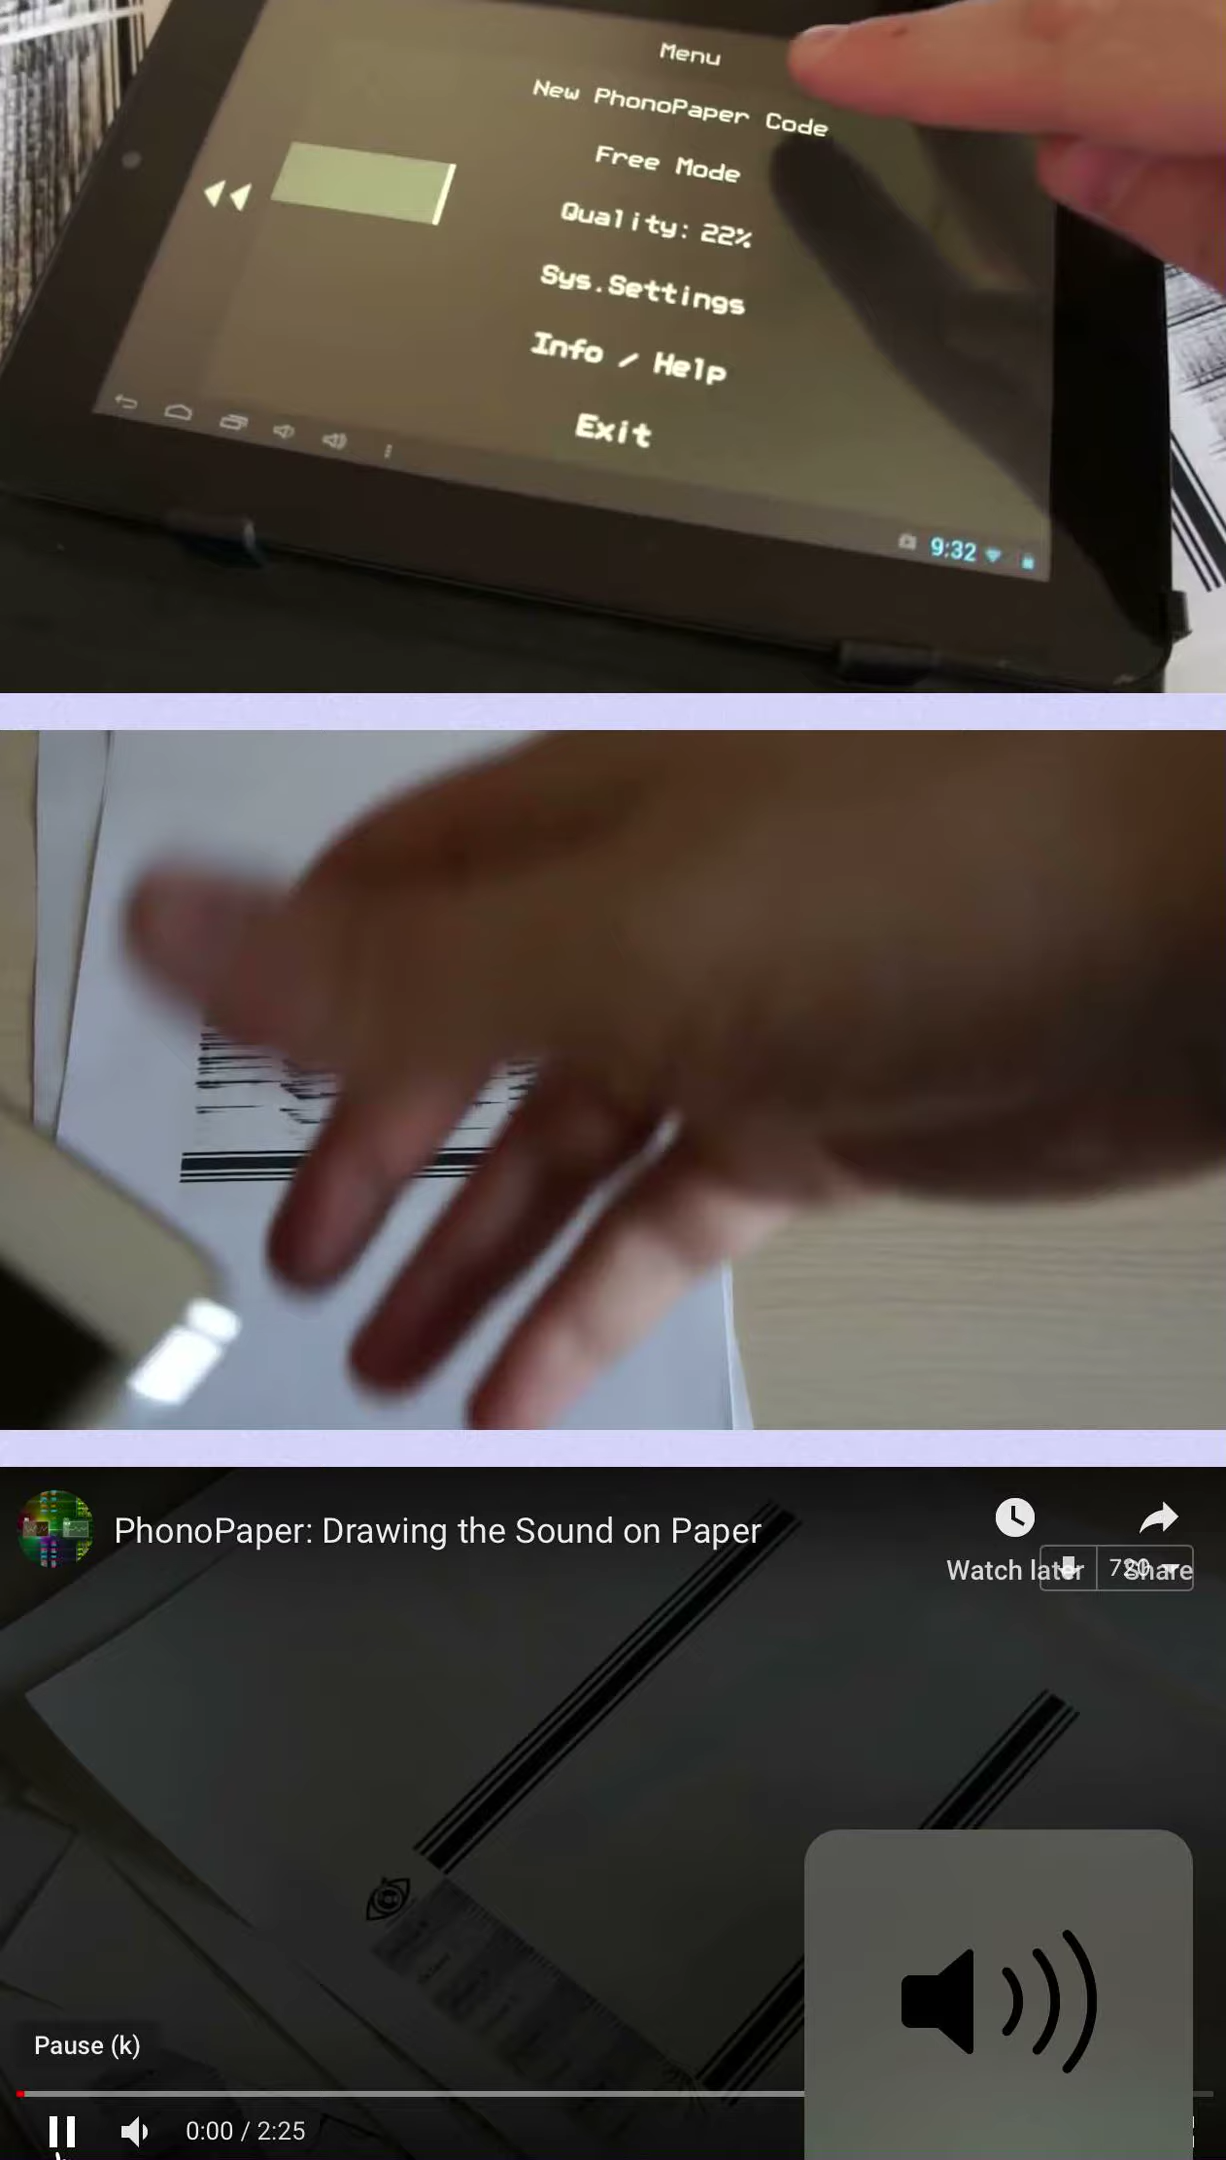 Menu
New PhonoPaper Code
Free Mode
Quality: 22%
Sys.Settings
Info / Help
Exit
9:32
PhonoPaper: Drawing the Sound on Paper
Watch later
Share
Pause (k)
0:00 / 2:25